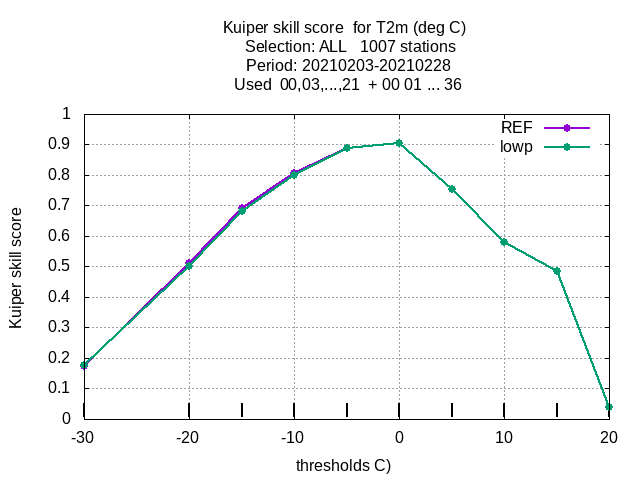 Kuiper skill score  for T2m (deg C)
Selection: ALL   1007 stations
Period: 20210203-20210228
Used  00,03,...,21  + 00 01 ... 36
REF
lowp
1
0.9
0.8
0.7
0.6
0.5
0.4
0.3
0.2
0.1
0
Kuiper skill score
-30 -20 -10 0 10 20
thresholds C)